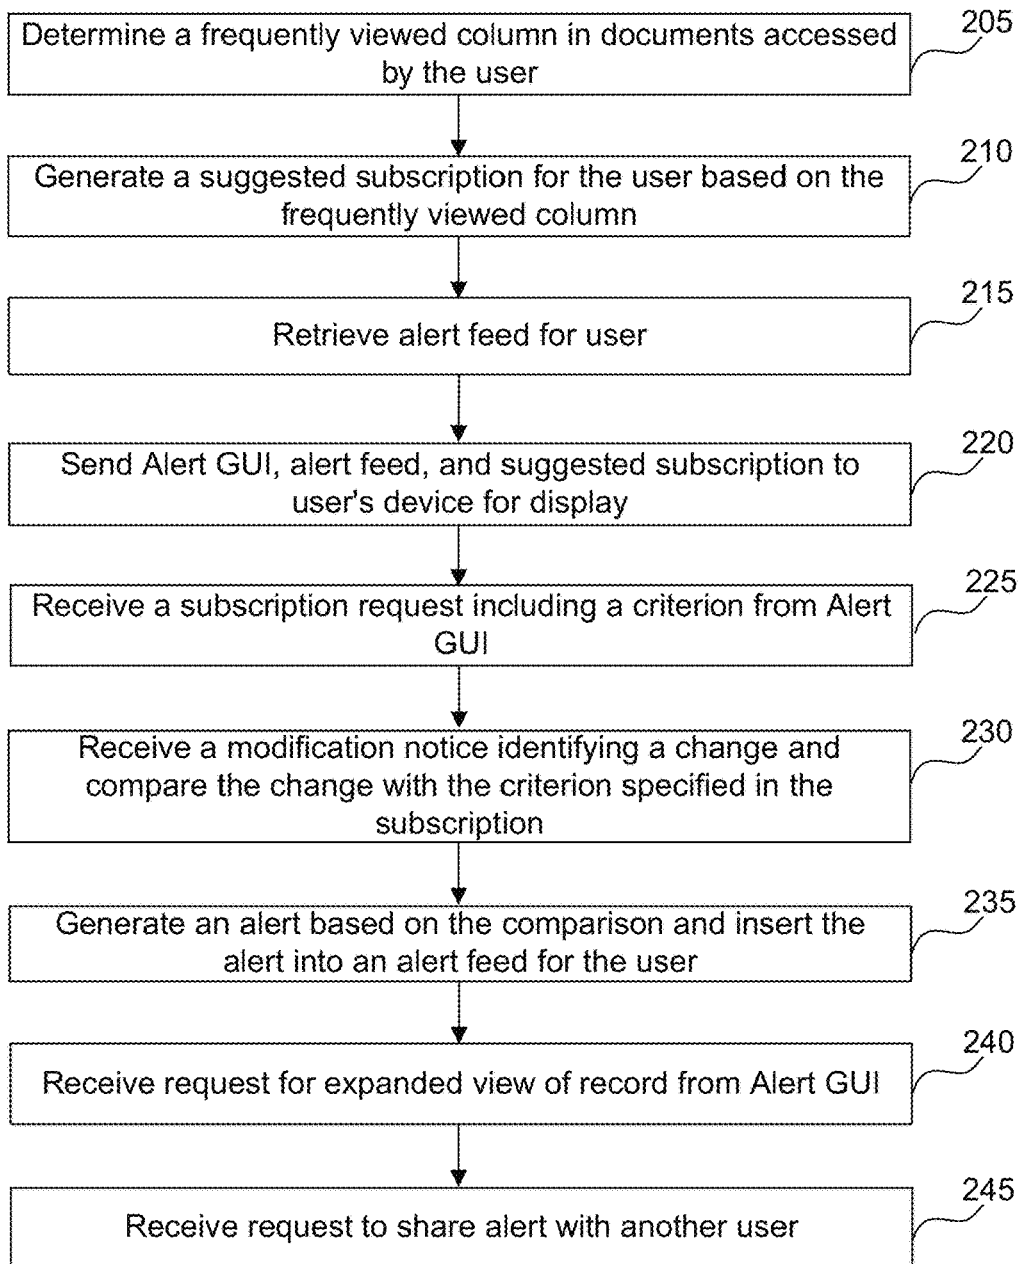 205
Determine a frequently viewed column in documents accessed
by the user
210
Generate a suggested subscription for the user based on the
frequently viewed column
215
Retrieve alert feed for user
220
Send Alert GUI, alert feed, and suggested subscription to
user's device for display
225
Receive a subscription request including a criterion from Alert
GUI
230
Receive a modification notice identifying a change and
compare the change with the criterion specified in the
subscription
235
Generate an alert based on the comparison and insert the
alert into an alert feed for the user
240
Receive request for expanded view of record from Alert GUI
245
Receive request to share alert with another user